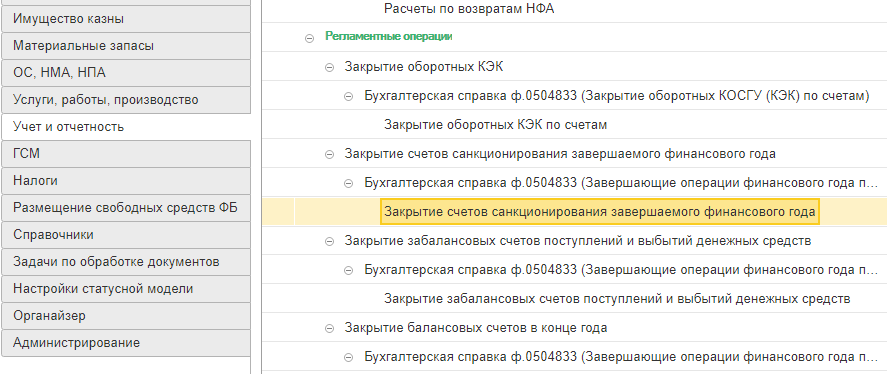 Имущество казны
Материальные запасы
ОС, НМА, НПА
Услуги, работы, производство
Учет и отчетность
ГСМ
Налоги
Размещение свободных средств ФБ
Справочники
Задачи по обработке документов
Настройки статусной модели
Органайзер
Администрирование
Расчеты по возвратам НФА
Регламентные операции
Закрытие оборотных КЭК
Бухгалтерская справка ф.0504833 (Закрытие оборотных КОСГУ (КЭК) по счетам)
Закрытие оборотных КЭК по счетам
Закрытие счетов санкционирования завершаемого финансового года
Бухгалтерская справка ф.0504833 (Завершающие операции финансового года п...
Закрытие счетов санкционирования завершаемого финансового года
Закрытие забалансовых счетов поступлений и выбытий денежных средств
Бухгалтерская справка ф.0504833 (Завершающие операции финансового года п...
Закрытие забалансовых счетов поступлений и выбытий денежных средств
Закрытие балансовых счетов в конце года
Бухгалтерская справка ф.0504833 (Завершающие операции финансового года п...